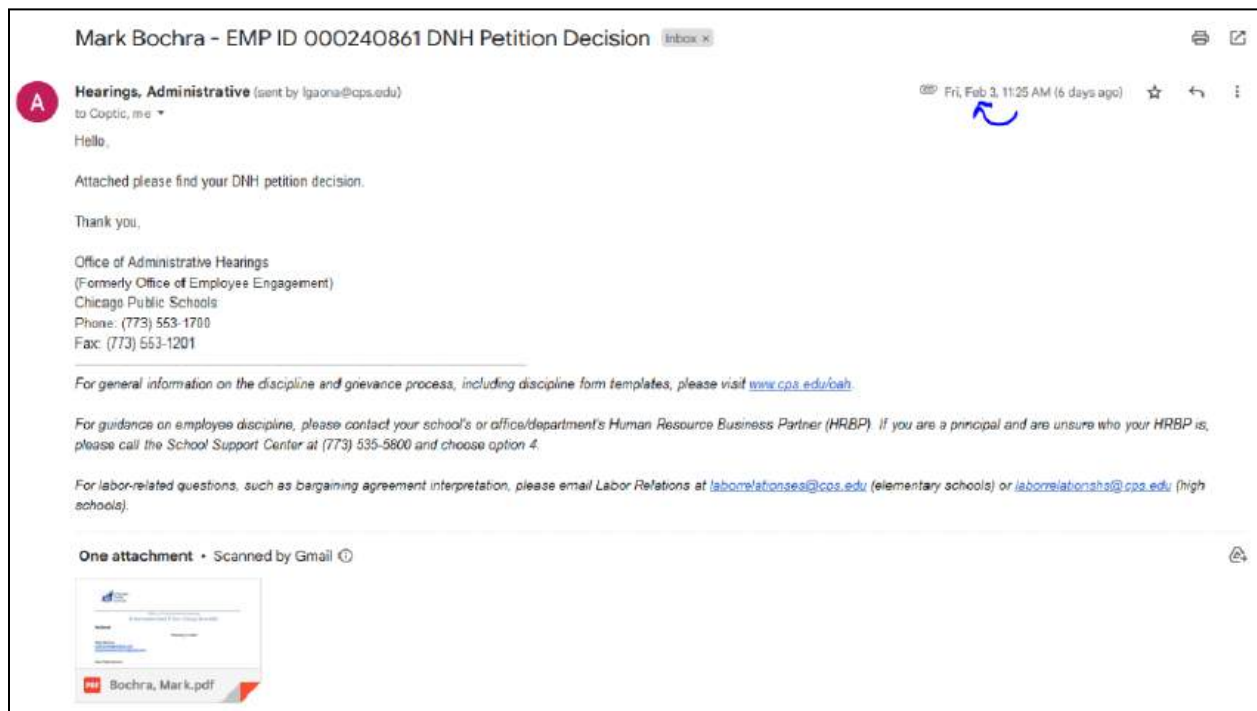 Mark Bochra - EMP ID 000240861 DNH Petition Decision Inbox ×
A
Hearings, Administrative (sent by lgaona@cps.edu)
Fri, Feb 3, 11:25 AM (6 days ago)
to Coptic, me
Hello,
Attached please find your DNH petition decision.
Thank you,
Office of Administrative Hearings
(Formerly Office of Employee Engagement)
Chicago Public Schools
Phone: (773) 553-1700
Fax: (773) 553-1201
For general information on the discipline and grievance process, including discipline form templates, please visit www.cps.edu/oah.
For guidance on employee discipline, please contact your school's or office/department's Human Resource Business Partner (HRBP). If you are a principal and are unsure who your HRBP is,
please call the School Support Center at (773) 535-5800 and choose option 4.
For labor-related questions, such as bargaining agreement interpretation, please email Labor Relations at laborrelationses@cps.edu (elementary schools) or laborrelationshs@cps.edu (high
schools).
One attachment • Scanned by Gmail
PDF
Bochra, Mark.pdf